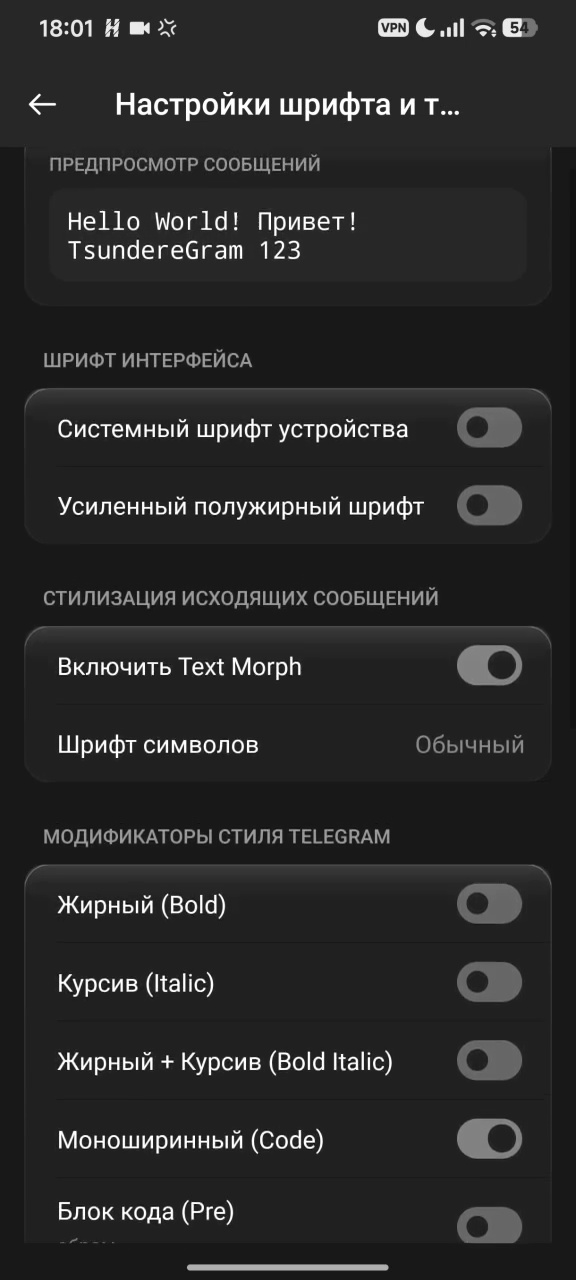 18:01
VPN
54
Настройки шрифта и т...
ПРЕДПРОСМОТР СООБЩЕНИЙ
Hello World! Привет!
TsundereGram 123
ШРИФТ ИНТЕРФЕЙСА
Системный шрифт устройства
Усиленный полужирный шрифт
СТИЛИЗАЦИЯ ИСХОДЯЩИХ СООБЩЕНИЙ
Включить Text Morph
Шрифт символов Обычный
МОДИФИКАТОРЫ СТИЛЯ TELEGRAM
Жирный (Bold)
Курсив (Italic)
Жирный + Курсив (Bold Italic)
Моноширинный (Code)
Блок кода (Pre)